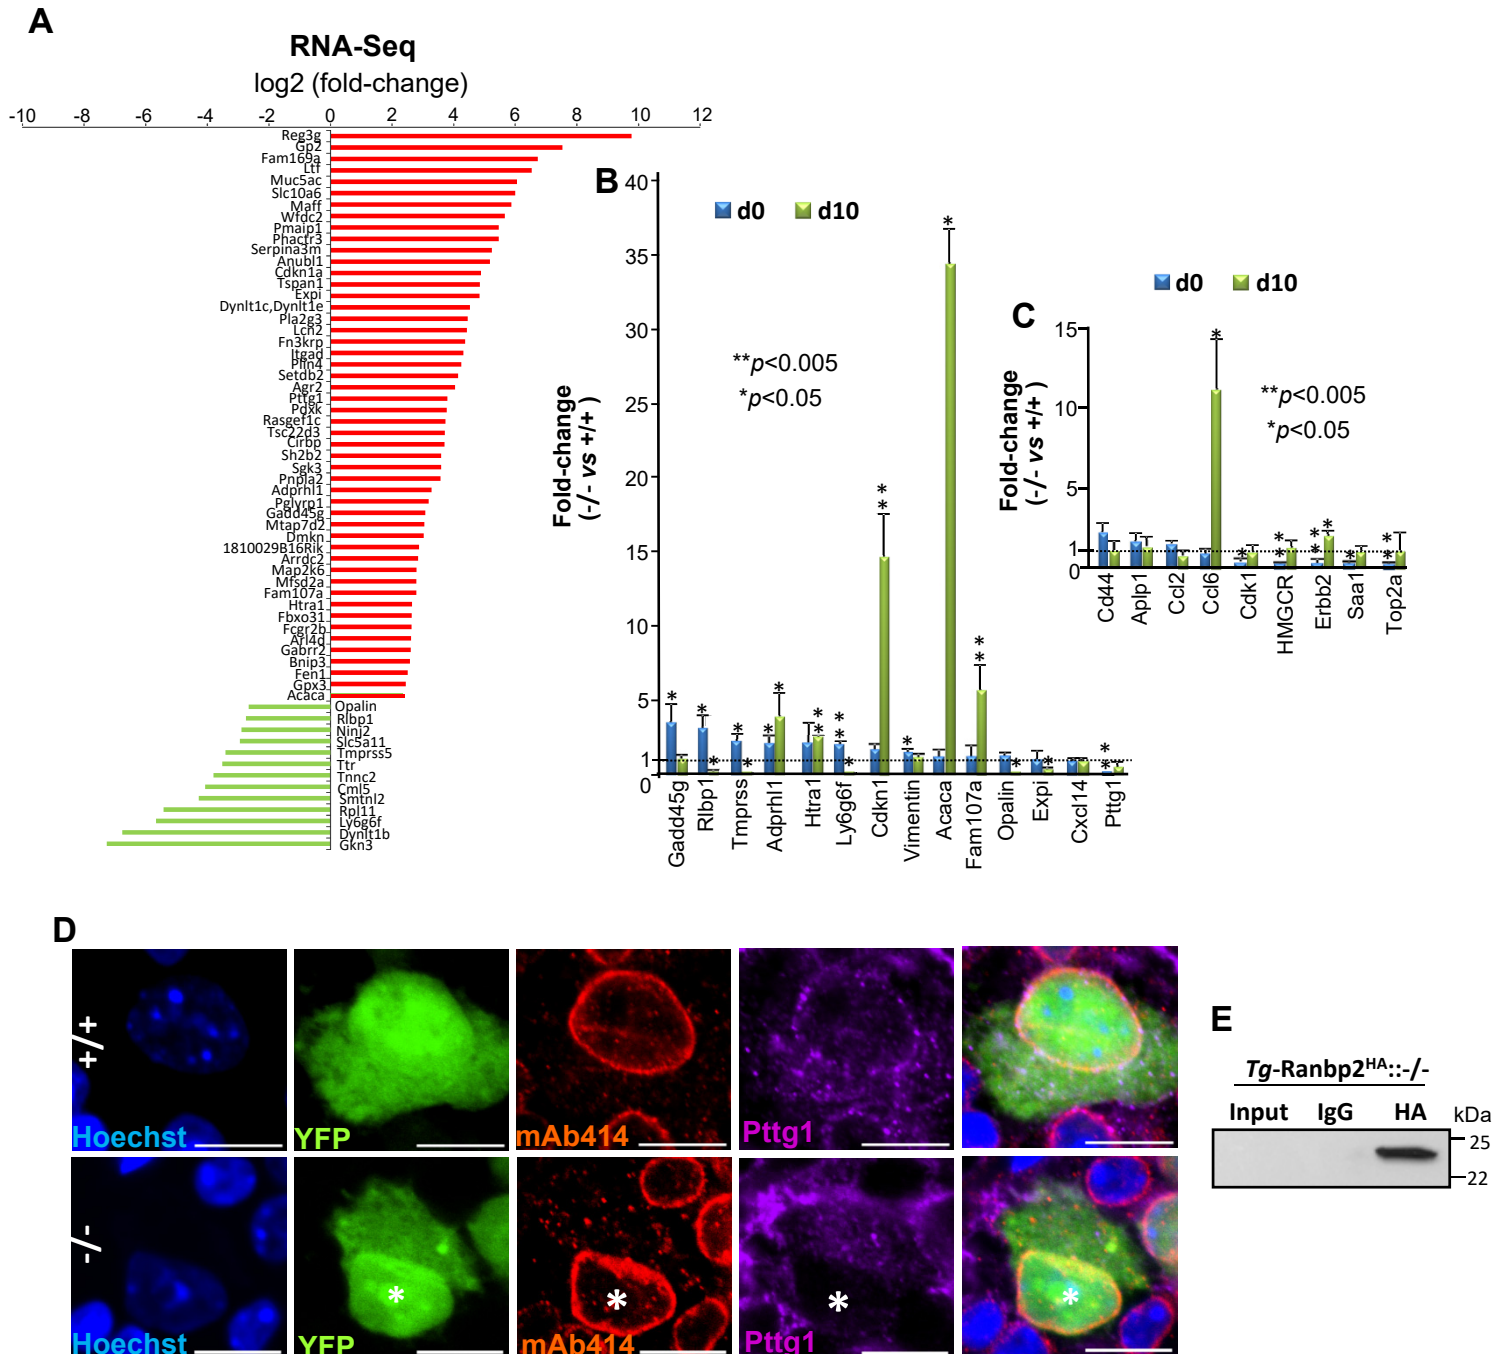 A
RNA-Seq
log2 (fold-change)
-10 -8 -6 -4 -2 0 2 4 6 8 10 12
Reg3g
Gp2
Fam169a
Ltf
Muc5ac
Slc10a6
Maff
Wfdc2
Pmaip1
Phactr3
Serpina3m
Anubl1
Cdkn1a
Tspan1
Expi
Dynlt1c,Dynlt1e
Pla2g3
Lcn2
Fn3krp
Itgad
Plin4
Setdb2
Agr2
Pttg1
Pdxk
Rasgef1c
Tsc22d3
Cirbp
Sh2b2
Sgk3
Pnpla2
Adprhl1
Pglyrp1
Gadd45g
Mtap7d2
Dmkn
1810029B16Rik
Arrdc2
Map2k6
Mfsd2a
Fam107a
Htra1
Fbxo31
Fcgr2b
Arl4d
Gabrr2
Bnip3
Fen1
Gpx3
Acaca
Opalin
Rlbp1
Ninj2
Slc5a11
Tmprss5
Ttr
Tnnc2
Cml5
Smtnl2
Rpl11
Ly6g6f
Dynlt1b
Gkn3
B
d0 d10
**p<0.005
*p<0.05
Fold-change
(-/- vs +/+ )
40
35
30
25
20
15
10
5
1
0
* * * * * * * * * * * * * * * * * * * * * *
Gadd45g
Rlbp1
Tmprss
Adprhl1
Htra1
Ly6g6f
Cdkn1
Vimentin
Acaca
Fam107a
Opalin
Expi
Cxcl14
Pttg1
C
d0 d10
**p<0.005
*p<0.05
Fold-change
(-/- vs +/+ )
15
10
5
1
0
* * * * * * * * * *
Cd44
Aplp1
Ccl2
Ccl6
Cdk1
HMGCR
Erbb2
Saa1
Top2a
D
+/+
Hoechst YFP mAb414 Pttg1
-/-
* * * *
Hoechst YFP mAb414 Pttg1
E
Tg-Ranbp2HA::-/-
Input IgG HA kDa
25
22